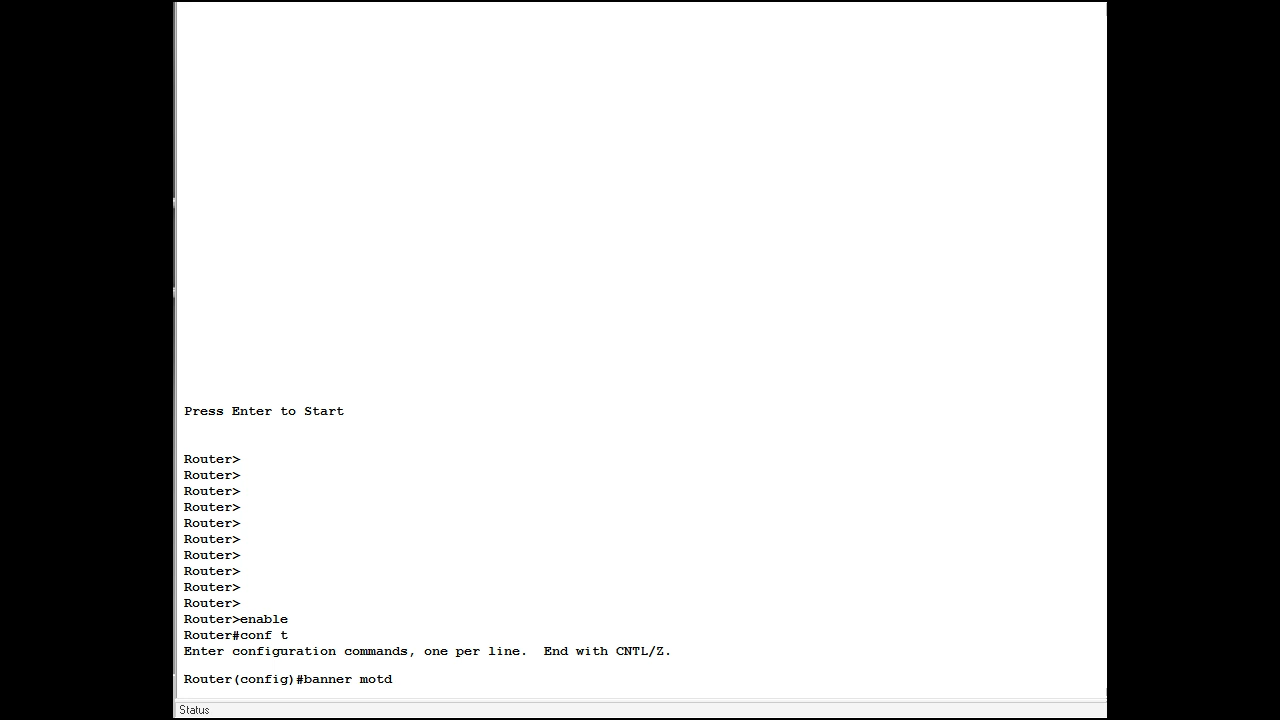 Press Enter to Start
Router>
Router>
Router>
Router>
Router>
Router>
Router>
Router>
Router>
Router>
Router>enable
Router#conf t
Enter configuration commands, one per line.  End with CNTL/Z.
Router(config)#banner motd
Status